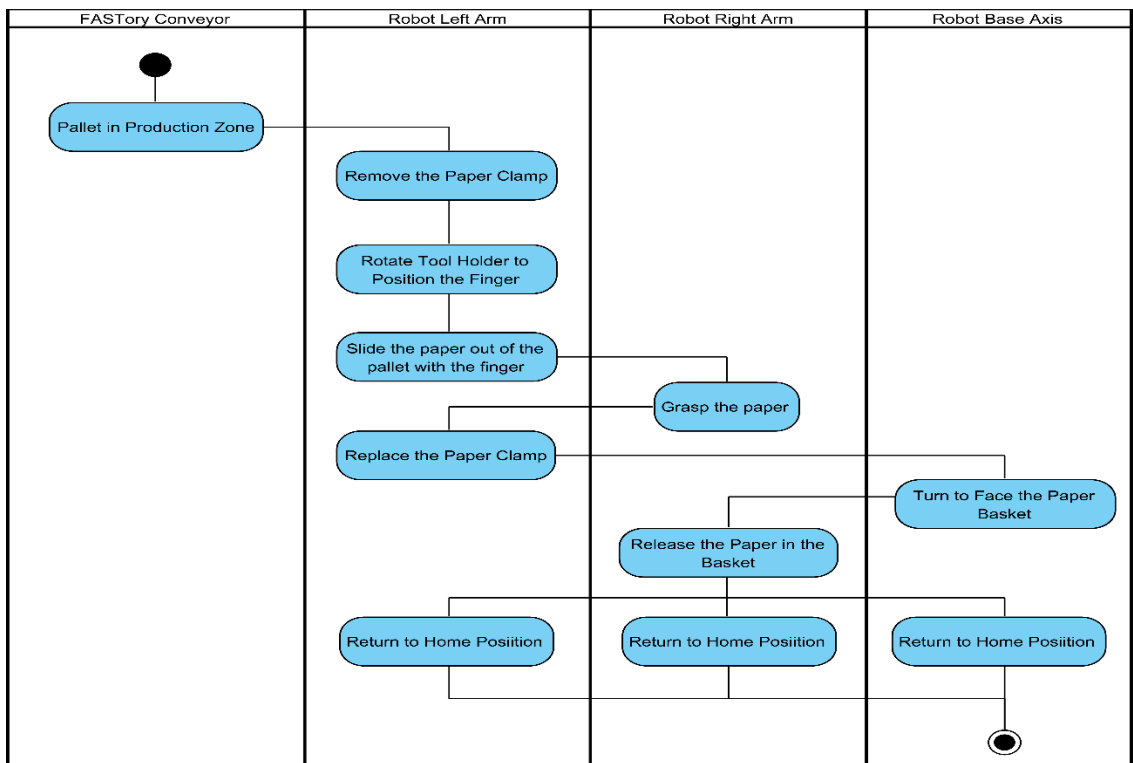 FASTory Conveyor
Robot Left Arm
Robot Right Arm
Robot Base Axis
Pallet in Production Zone
Remove the Paper Clamp
Rotate Tool Holder to
Position the Finger
Slide the paper out of the
pallet with the finger
Grasp the paper
Replace the Paper Clamp
Turn to Face the Paper
Basket
Release the Paper in the
Basket
Return to Home Posiition
Return to Home Posiition
Return to Home Posiition